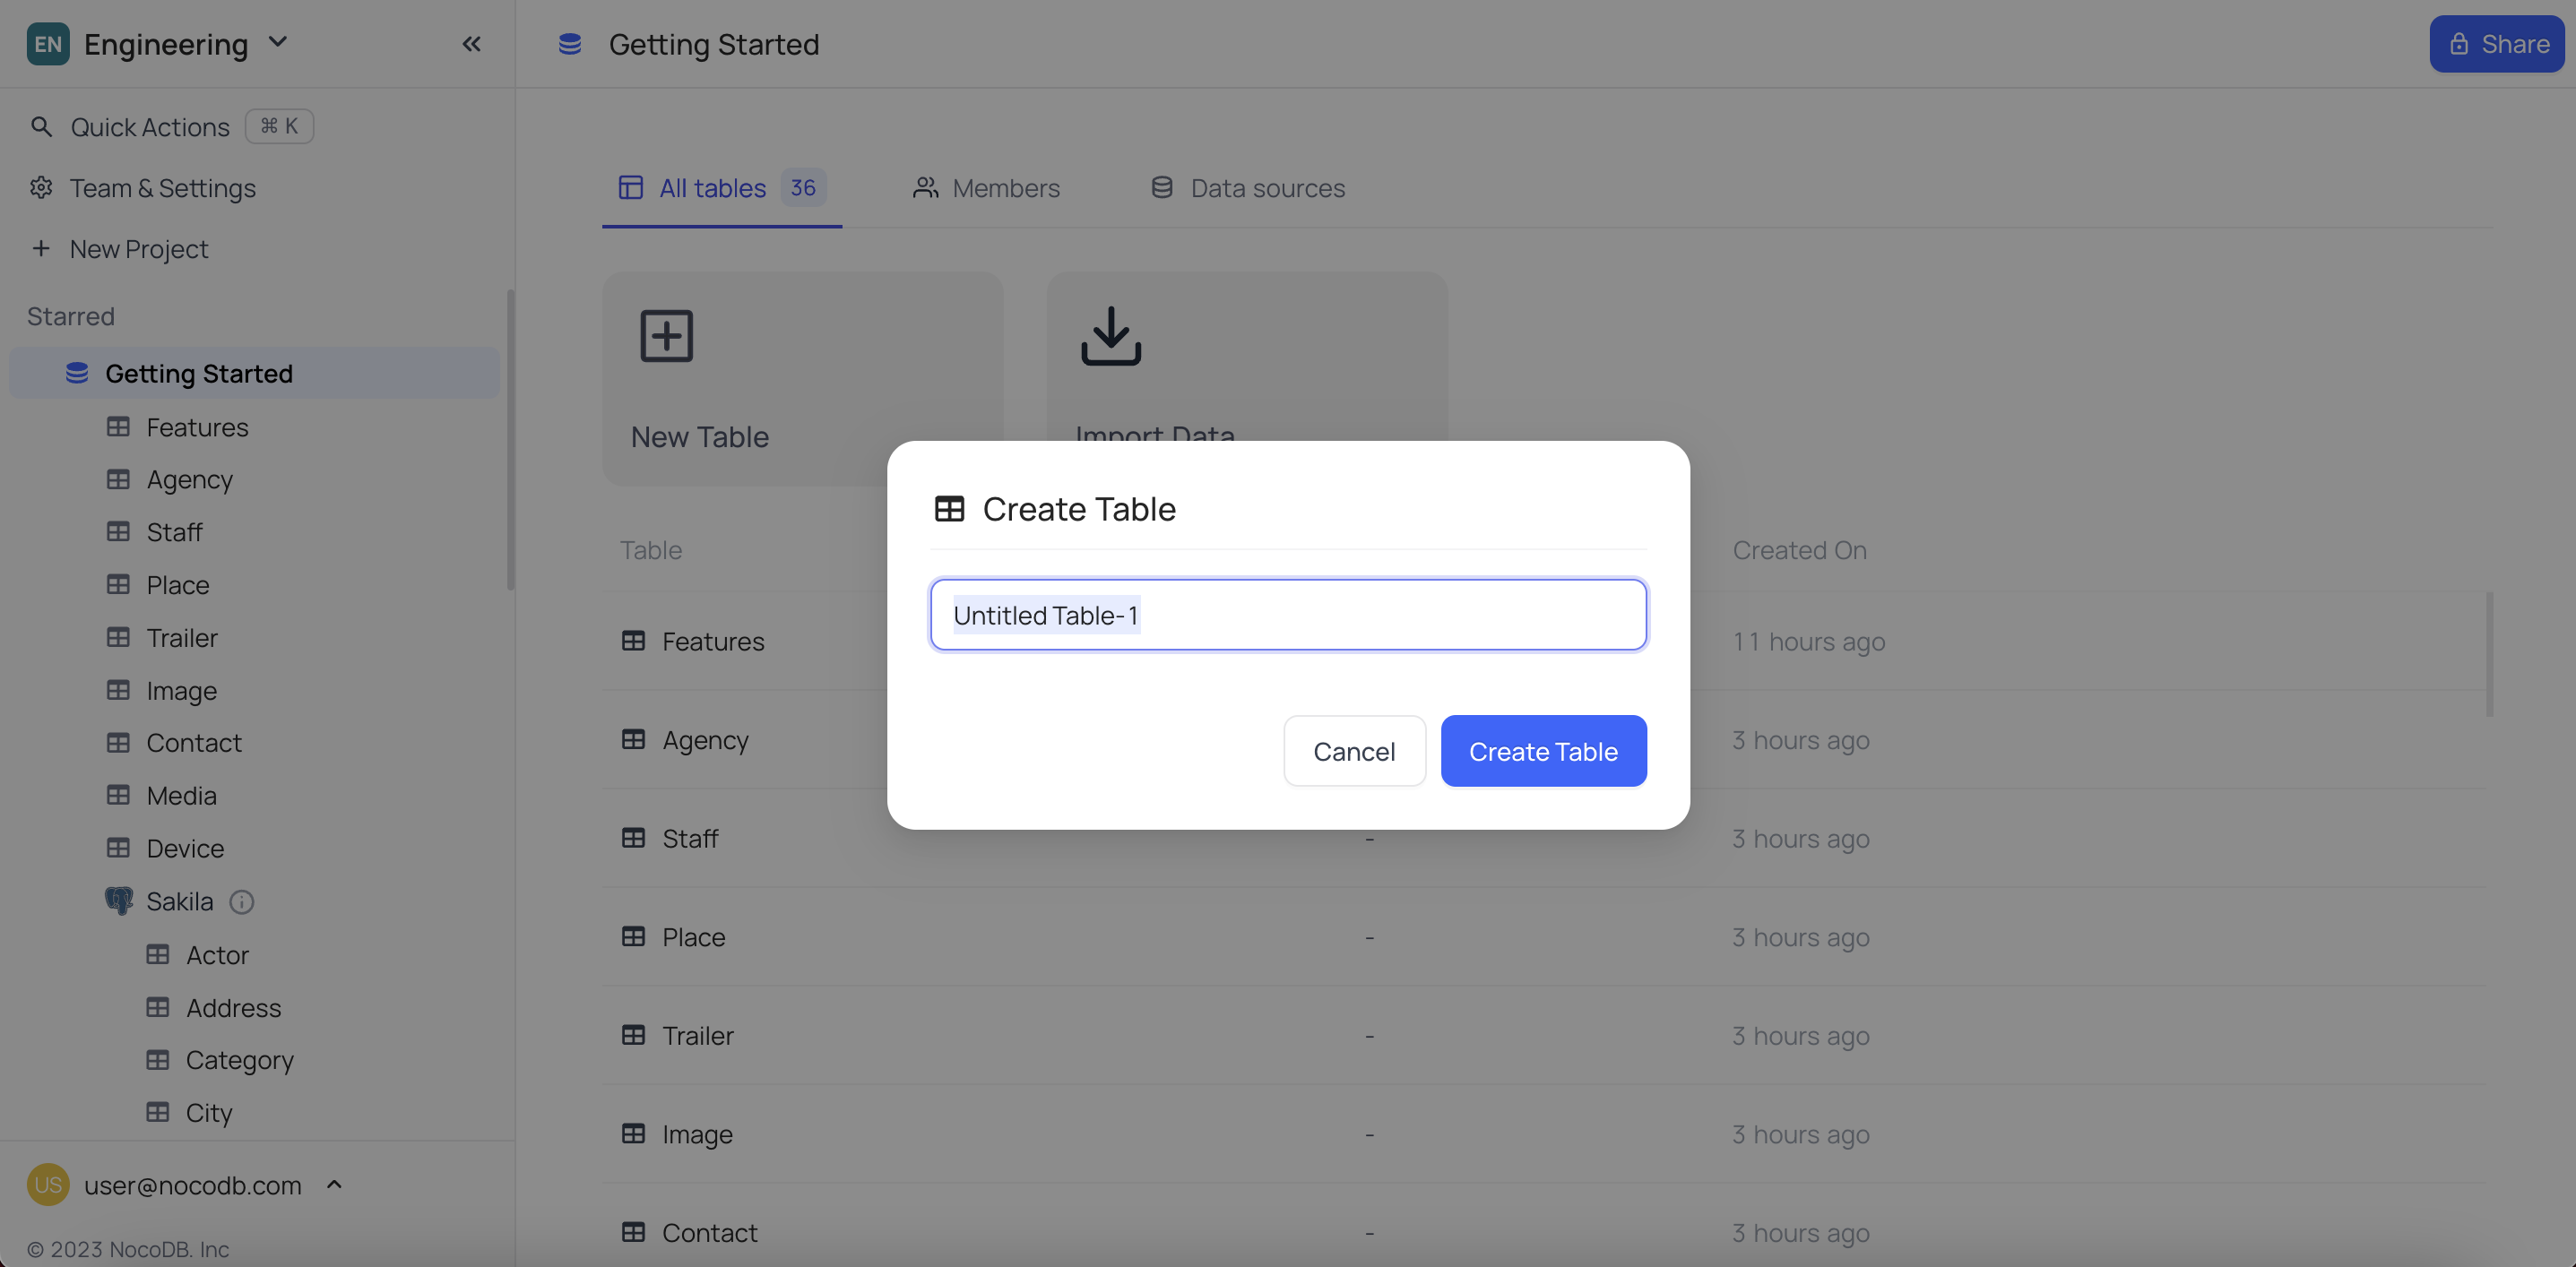 EN Engineering
Getting Started
Share
Quick Actions ⌘ K
Team & Settings
New Project
Starred
Getting Started
Features
Agency
Staff
Place
Trailer
Image
Contact
Media
Device
Sakila
Actor
Address
Category
City
US user@nocodb.com
© 2023 NocoDB. Inc
All tables 36 Members Data sources
New Table
Import Data
Create Table
Untitled Table-1
Cancel Create Table
Table Created On
Features 11 hours ago
Agency 3 hours ago
Staff - 3 hours ago
Place - 3 hours ago
Trailer - 3 hours ago
Image - 3 hours ago
Contact - 3 hours ago